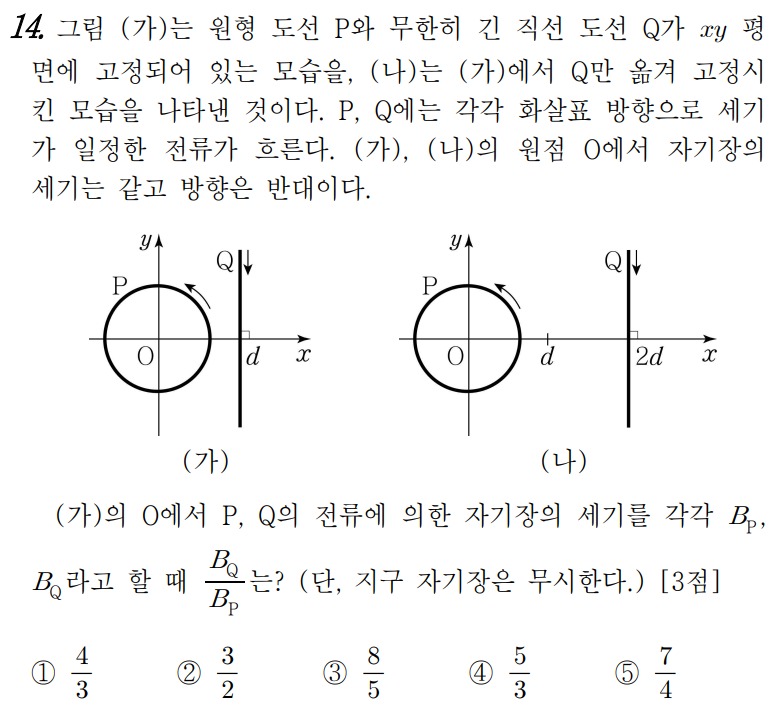 14. 그림 (가)는 원형 도선 P와 무한히 긴 직선 도선 Q가 xy 평
면에 고정되어 있는 모습을, (나)는 (가)에서 Q만 옮겨 고정시
킨 모습을 나타낸 것이다. P, Q에는 각각 화살표 방향으로 세기
가 일정한 전류가 흐른다. (가), (나)의 원점 O에서 자기장의
세기는 같고 방향은 반대이다.
y Q P O d x
(가)
y Q P O d 2d x
(나)
(가)의 O에서 P, Q의 전류에 의한 자기장의 세기를 각각 B_P,
B_Q라고 할 때 B_Q/B_P는? (단, 지구 자기장은 무시한다.) [3점]
① 4/3 ② 3/2 ③ 8/5 ④ 5/3 ⑤ 7/4